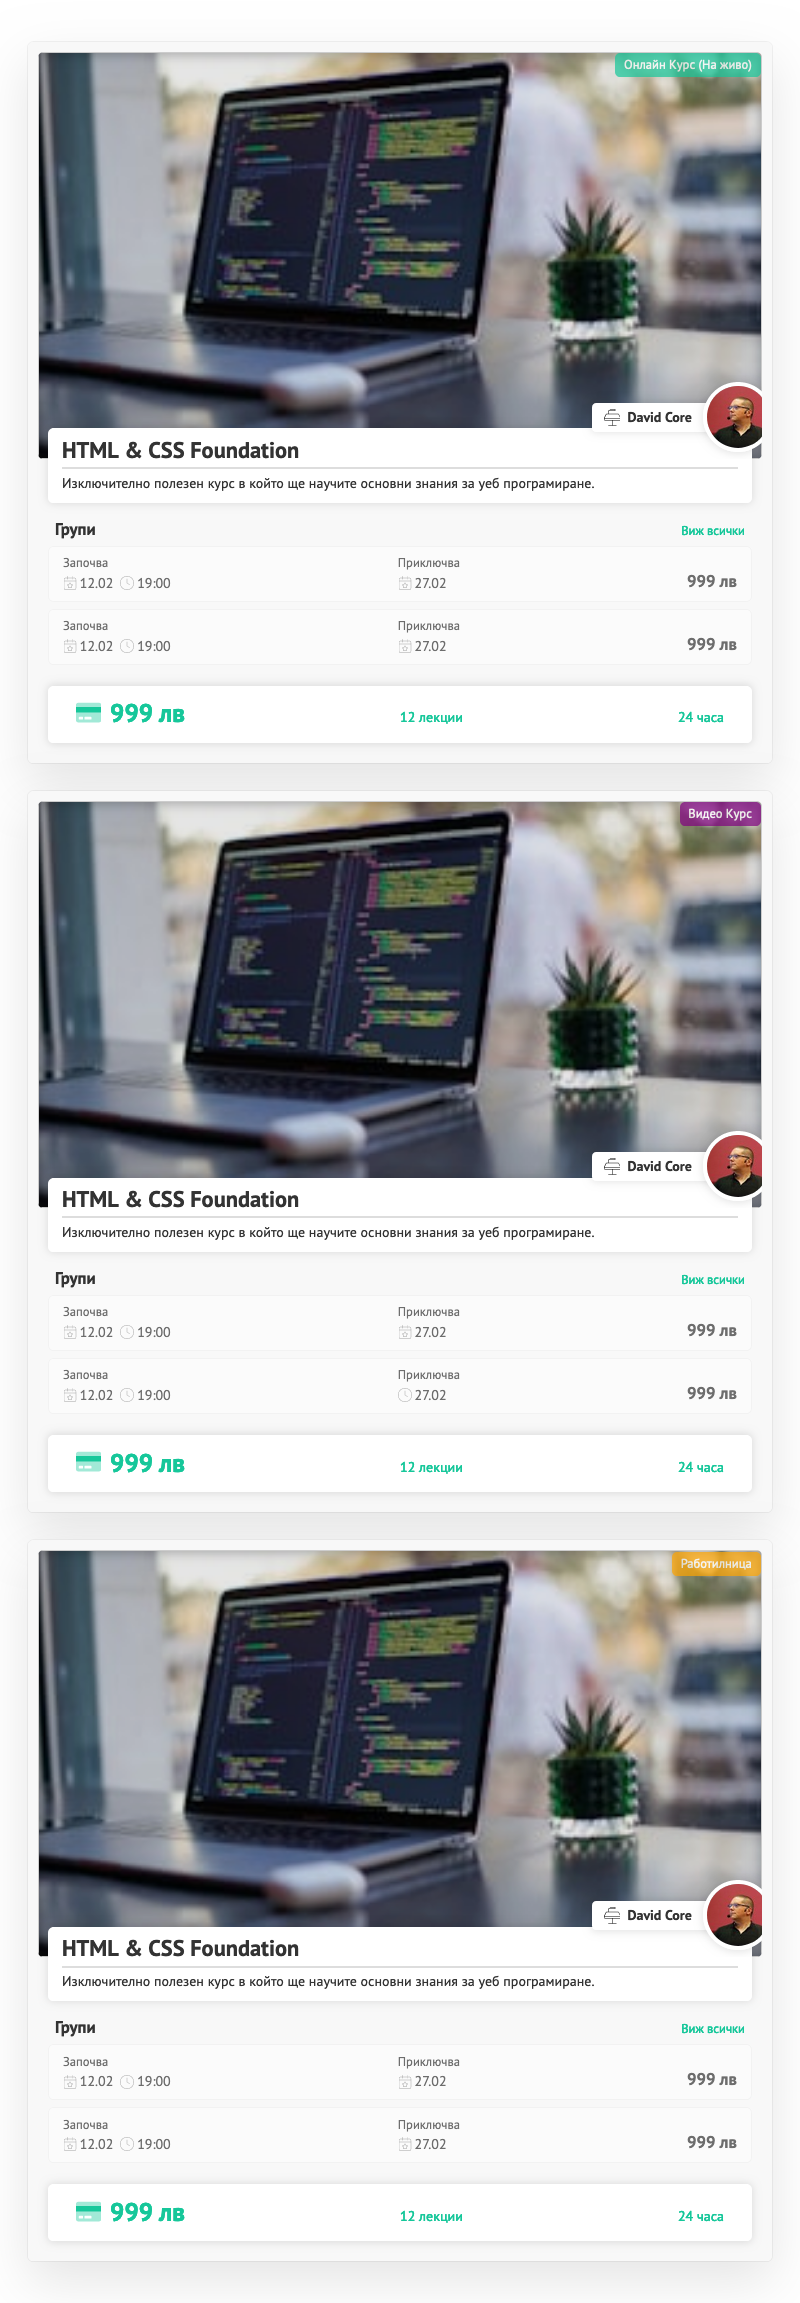 Онлайн Курс (На живо)
David Core
HTML & CSS Foundation
Изключително полезен курс в който ще научите основни знания за уеб програмиране.
Групи Виж всички
Започва Приключва
12.02 19:00 27.02 999 лв
Започва Приключва
12.02 19:00 27.02 999 лв
999 лв 12 лекции 24 часа
Видео Курс
David Core
HTML & CSS Foundation
Изключително полезен курс в който ще научите основни знания за уеб програмиране.
Групи Виж всички
Започва Приключва
12.02 19:00 27.02 999 лв
Започва Приключва
12.02 19:00 27.02 999 лв
999 лв 12 лекции 24 часа
Работилница
David Core
HTML & CSS Foundation
Изключително полезен курс в който ще научите основни знания за уеб програмиране.
Групи Виж всички
Започва Приключва
12.02 19:00 27.02 999 лв
Започва Приключва
12.02 19:00 27.02 999 лв
999 лв 12 лекции 24 часа